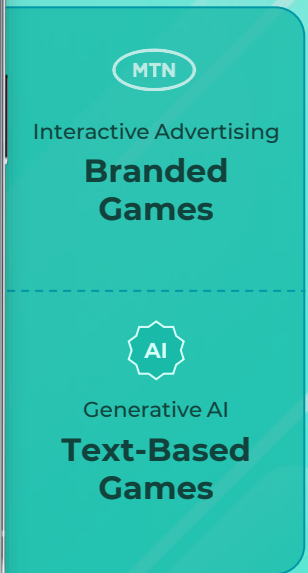 MTN
Interactive Advertising
Branded
Games
AI
Generative AI
Text-Based
Games